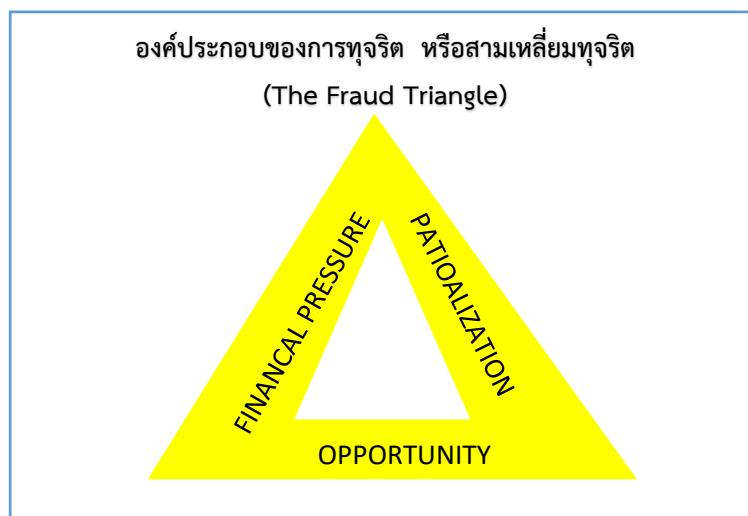 องค์ประกอบของการทุจริต หรือสามเหลี่ยมทุจริต
(The Fraud Triangle)
FINANCAL PRESSURE
PATIOALIZATION
OPPORTUNITY